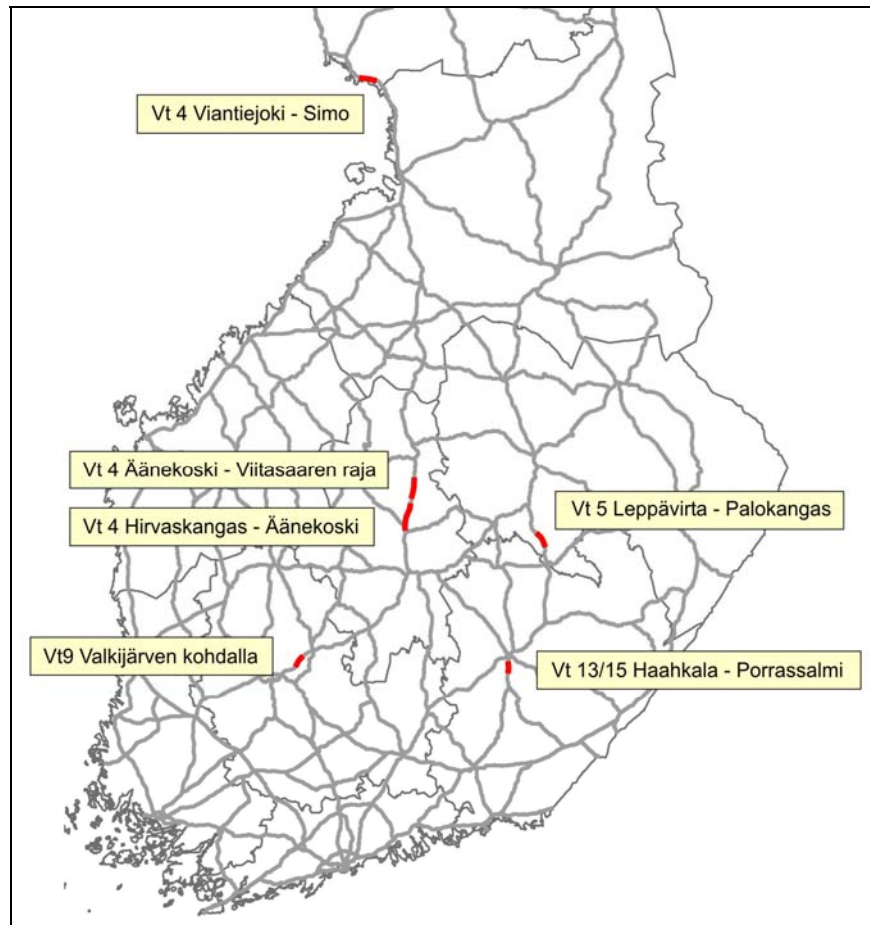 Vt 4 Viantiejoki - Simo
Vt 4 Äänekoski - Viitasaaren raja
Vt 4 Hirvaskangas - Äänekoski
Vt 5 Leppävirta - Palokangas
Vt9 Valkijärven kohdalla
Vt 13/15 Haahkala - Porrassalmi